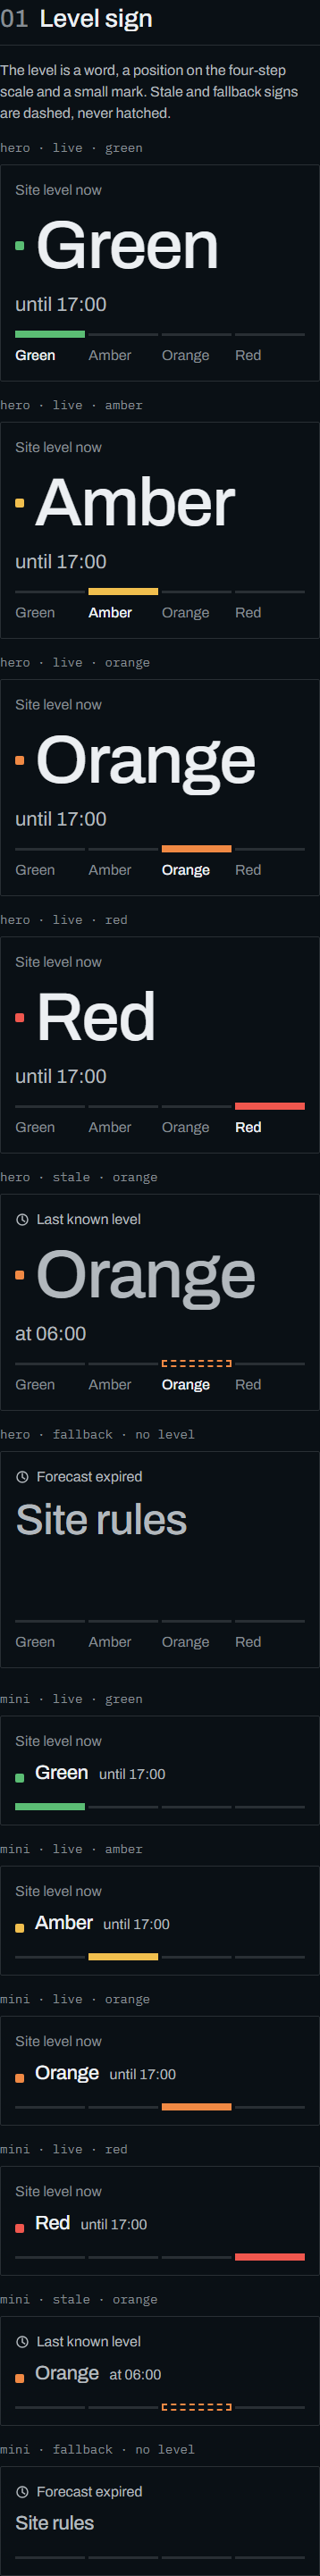 01 Level sign
The level is a word, a position on the four-step
scale and a small mark. Stale and fallback signs
are dashed, never hatched.
hero · live · green
Site level now
Green
until 17:00
Green Amber Orange Red
hero · live · amber
Site level now
Amber
until 17:00
Green Amber Orange Red
hero · live · orange
Site level now
Orange
until 17:00
Green Amber Orange Red
hero · live · red
Site level now
Red
until 17:00
Green Amber Orange Red
hero · stale · orange
Last known level
Orange
at 06:00
Green Amber Orange Red
hero · fallback · no level
Forecast expired
Site rules
Green Amber Orange Red
mini · live · green
Site level now
Green until 17:00
mini · live · amber
Site level now
Amber until 17:00
mini · live · orange
Site level now
Orange until 17:00
mini · live · red
Site level now
Red until 17:00
mini · stale · orange
Last known level
Orange at 06:00
mini · fallback · no level
Forecast expired
Site rules